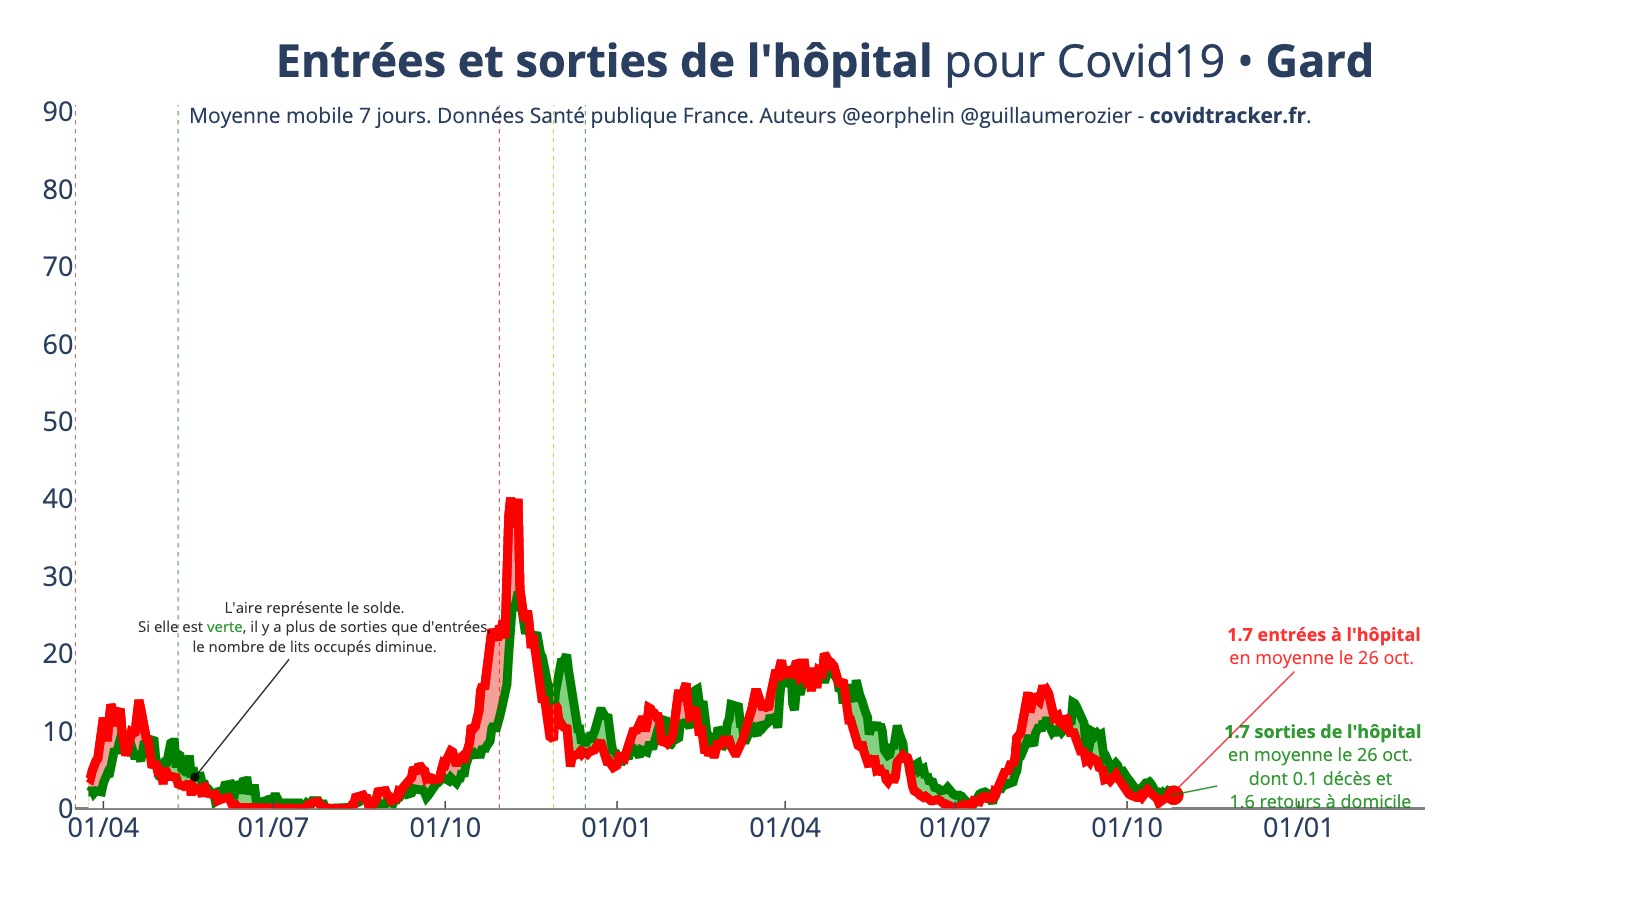 Entrées et sorties de l'hôpital pour Covid19 • Gard
Moyenne mobile 7 jours. Données Santé publique France. Auteurs @eorphelin @guillaumerozier - covidtracker.fr.
90
80
70
60
50
40
30
20
10
0
L'aire représente le solde.
Si elle est verte, il y a plus de sorties que d'entrées,
le nombre de lits occupés diminue.
1.7 entrées à l'hôpital
en moyenne le 26 oct.
1.7 sorties de l'hôpital
en moyenne le 26 oct.
dont 0.1 décès et
1.6 retours à domicile
01/04 01/07 01/10 01/01 01/04 01/07 01/10 01/01